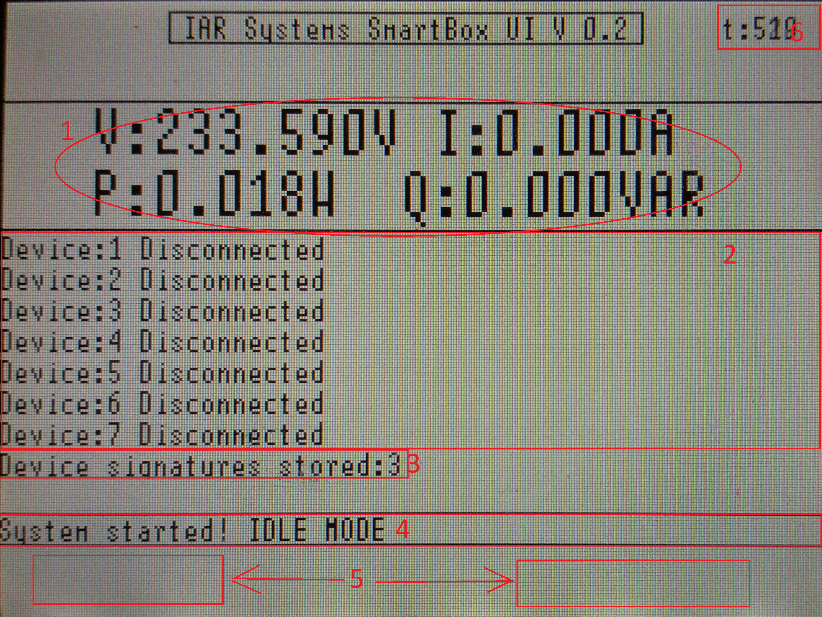 IAR Systems SmartBox UI V 0.2
6
1
V:233.590V I:0.000A
P:0.018W Q:0.000VAR
2
Device:1 Disconnected
Device:2 Disconnected
Device:3 Disconnected
Device:4 Disconnected
Device:5 Disconnected
Device:6 Disconnected
Device:7 Disconnected
Device signatures stored:3 3
System started! IDLE MODE 4
5